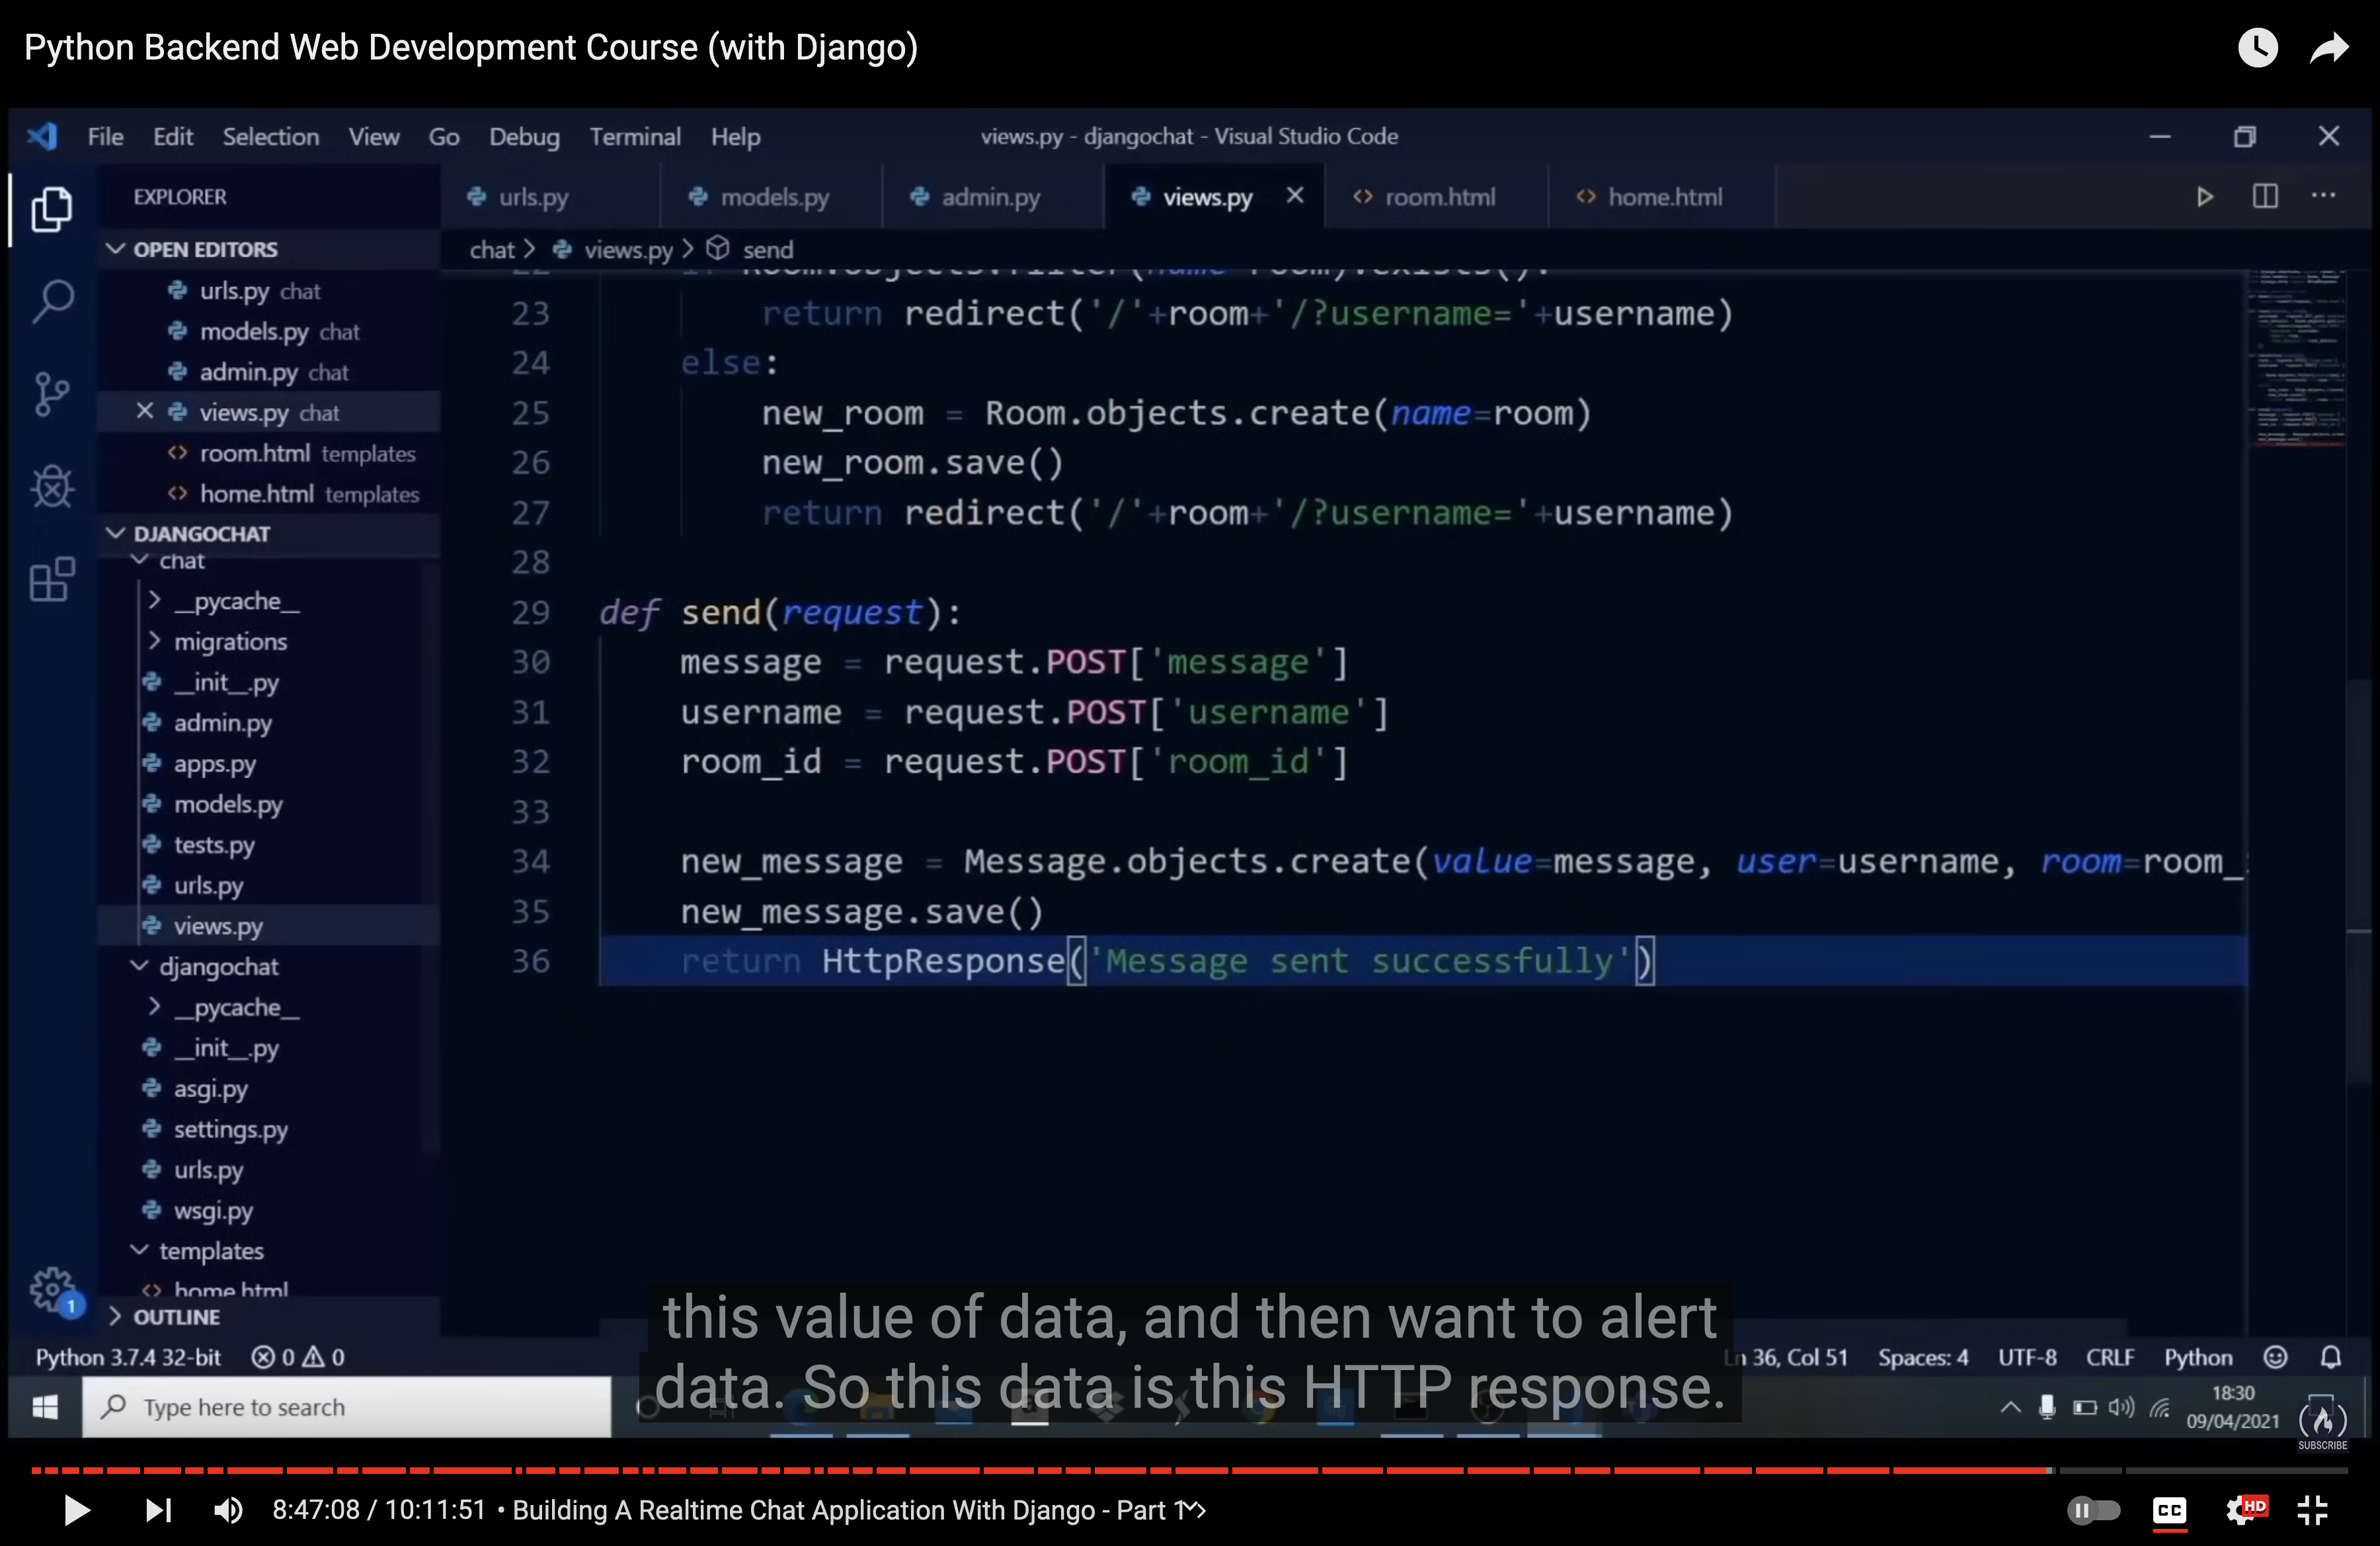 Python Backend Web Development Course (with Django)
File Edit Selection View Go Debug Terminal Help
views.py - djangochat - Visual Studio Code
EXPLORER
urls.py models.py admin.py views.py room.html home.html
OPEN EDITORS
chat > views.py > send
urls.py chat
models.py chat
admin.py chat
views.py chat
room.html templates
home.html templates
DJANGOCHAT
chat
__pycache__
migrations
__init__.py
admin.py
apps.py
models.py
tests.py
urls.py
views.py
djangochat
__pycache__
__init__.py
asgi.py
settings.py
urls.py
wsgi.py
templates
home.html
OUTLINE
23 return redirect('/'+room+'/?username='+username)
24 else:
25 new_room = Room.objects.create(name=room)
26 new_room.save()
27 return redirect('/'+room+'/?username='+username)
28
29 def send(request):
30 message = request.POST['message']
31 username = request.POST['username']
32 room_id = request.POST['room_id']
33
34 new_message = Message.objects.create(value=message, user=username, room=room_
35 new_message.save()
36 return HttpResponse('Message sent successfully')
this value of data, and then want to alert
data. So this data is this HTTP response.
Python 3.7.4 32-bit 0 0 Ln 36, Col 51 Spaces: 4 UTF-8 CRLF Python
Type here to search
18:30
09/04/2021
SUBSCRIBE
8:47:08 / 10:11:51 • Building A Realtime Chat Application With Django - Part 1
CC
HD
1